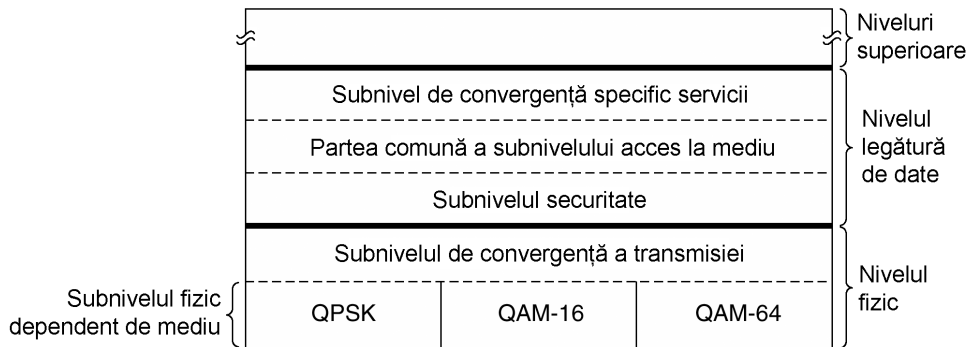 Niveluri
superioare
Subnivel de convergență specific servicii
Partea comună a subnivelului acces la mediu
Subnivelul securitate
Nivelul
legătură
de date
Subnivelul de convergență a transmisiei
Subnivelul fizic
dependent de mediu
QPSK
QAM-16
QAM-64
Nivelul
fizic